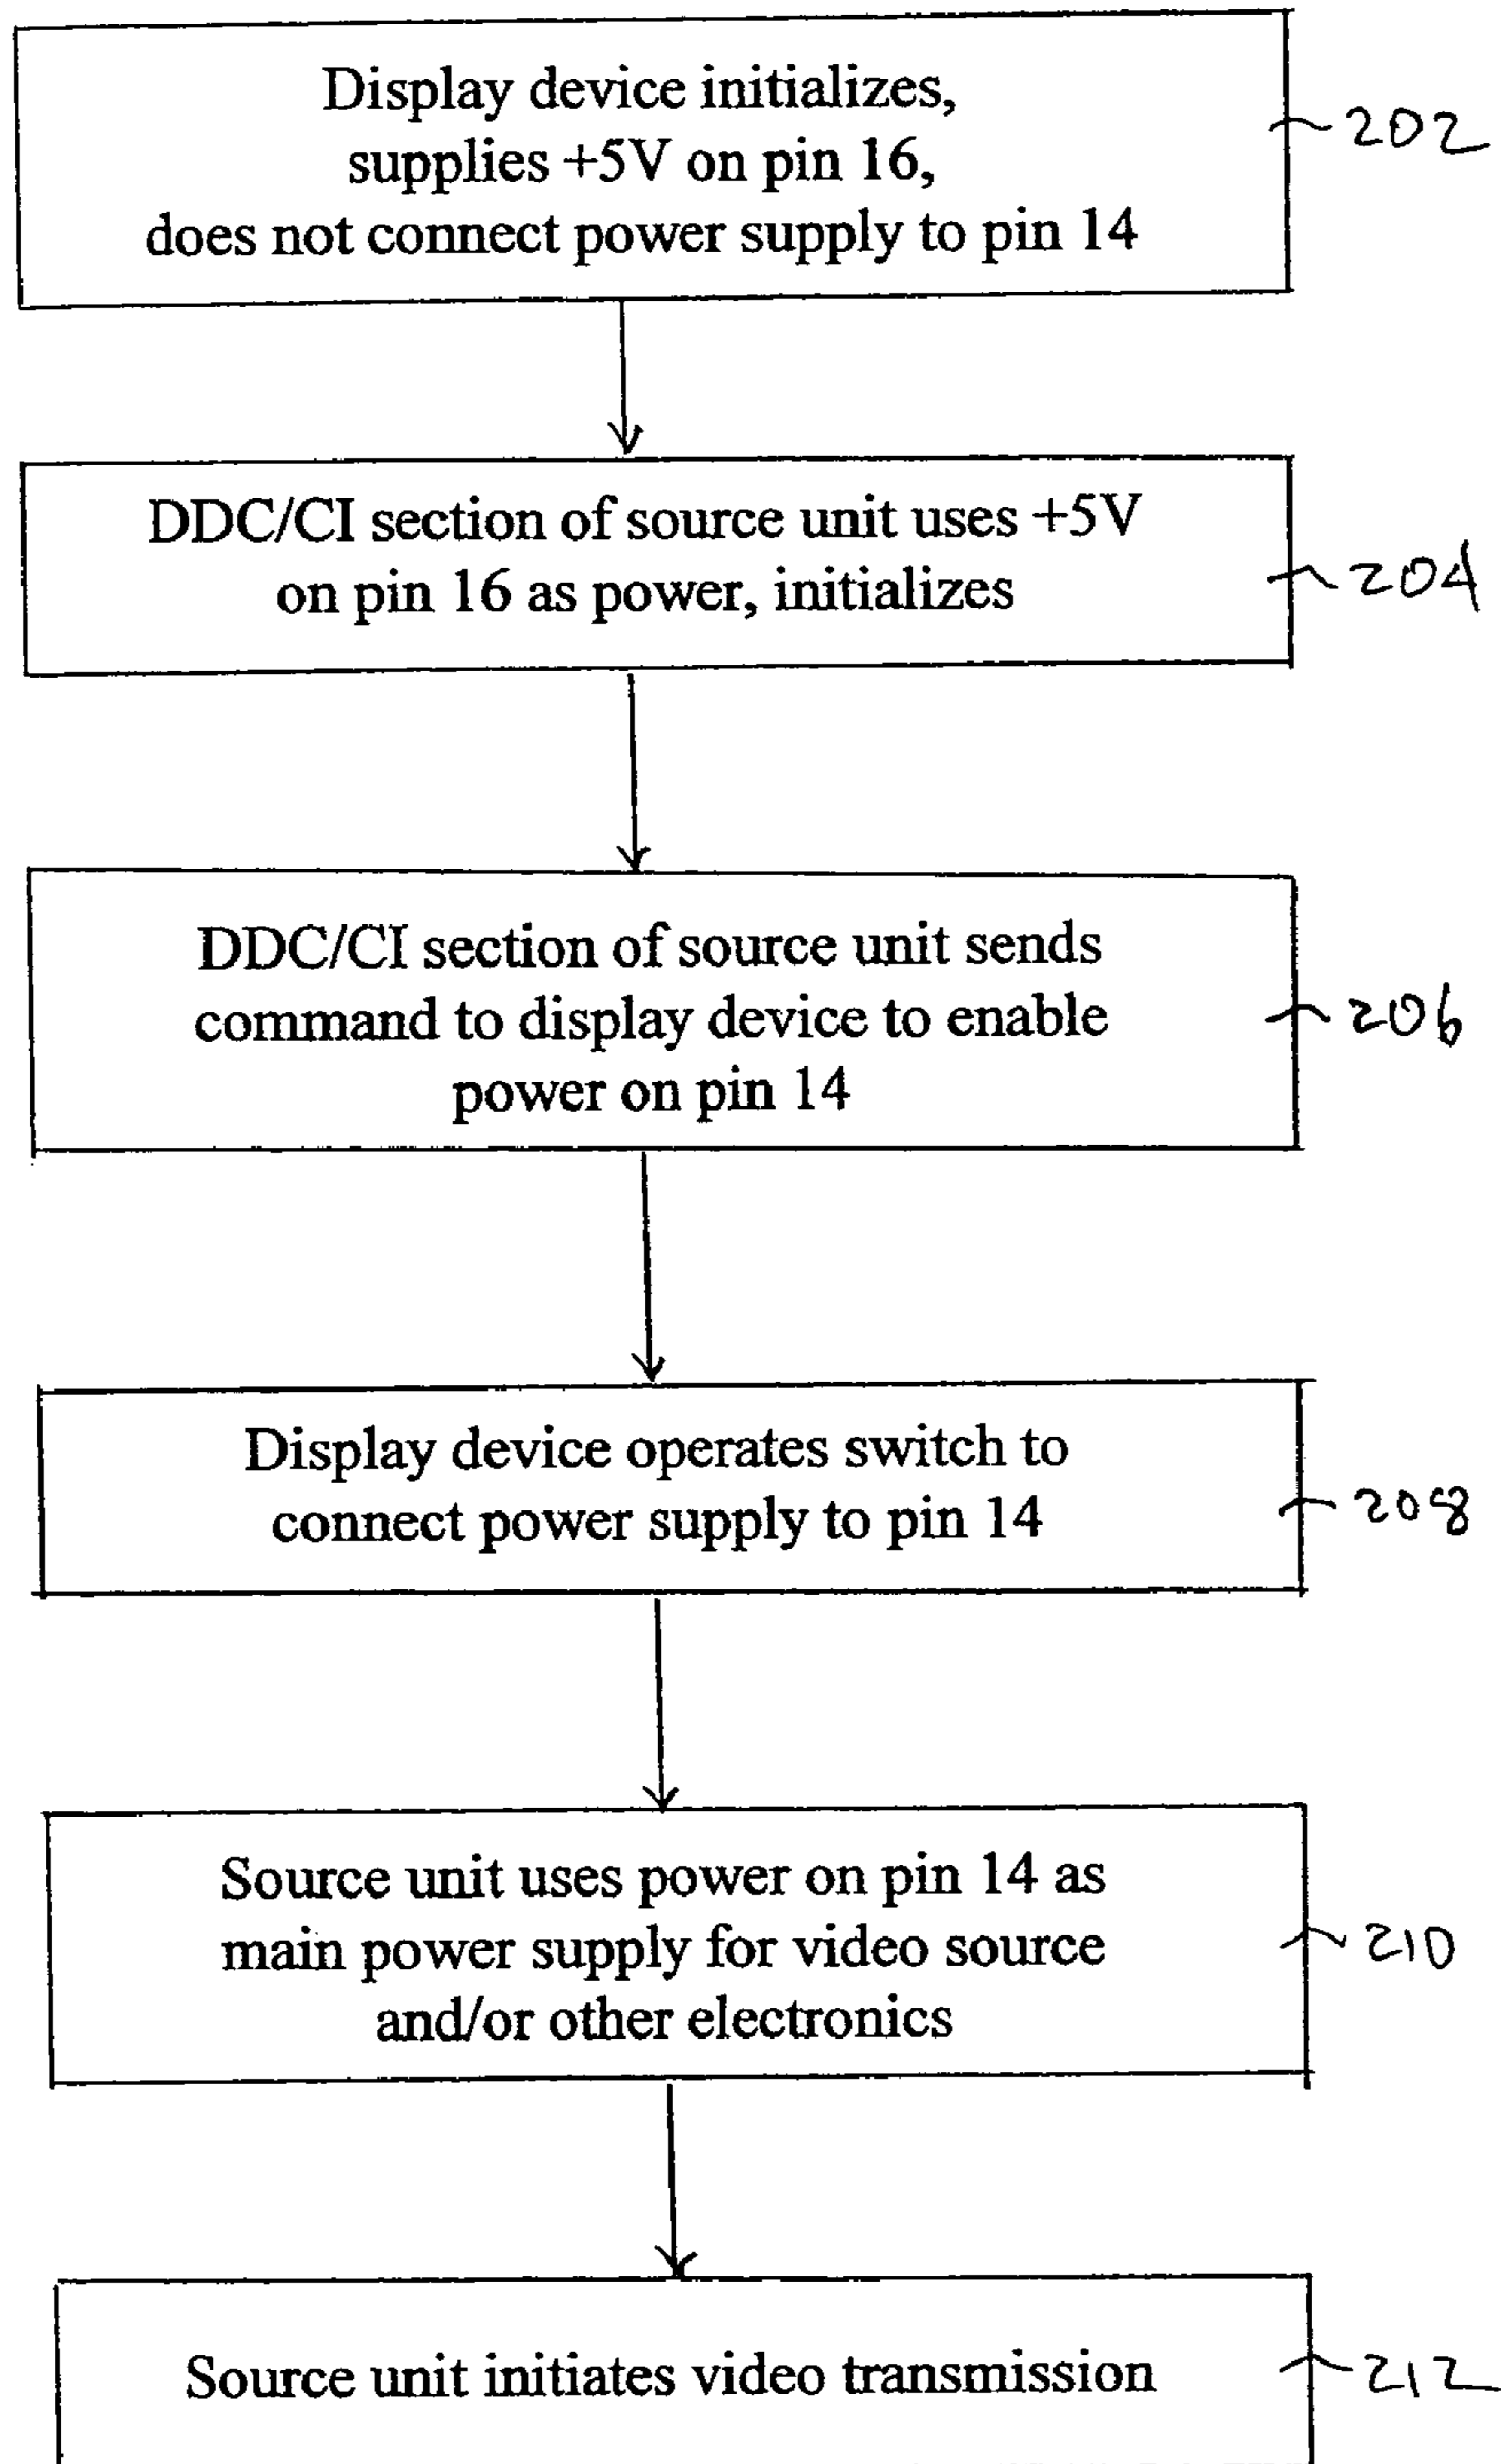 Display device initializes,
supplies +5V on pin 16,
does not connect power supply to pin 14
202
DDC/CI section of source unit uses +5V
on pin 16 as power, initializes
204
DDC/CI section of source unit sends
command to display device to enable
power on pin 14
206
Display device operates switch to
connect power supply to pin 14
208
Source unit uses power on pin 14 as
main power supply for video source
and/or other electronics
210
Source unit initiates video transmission
212